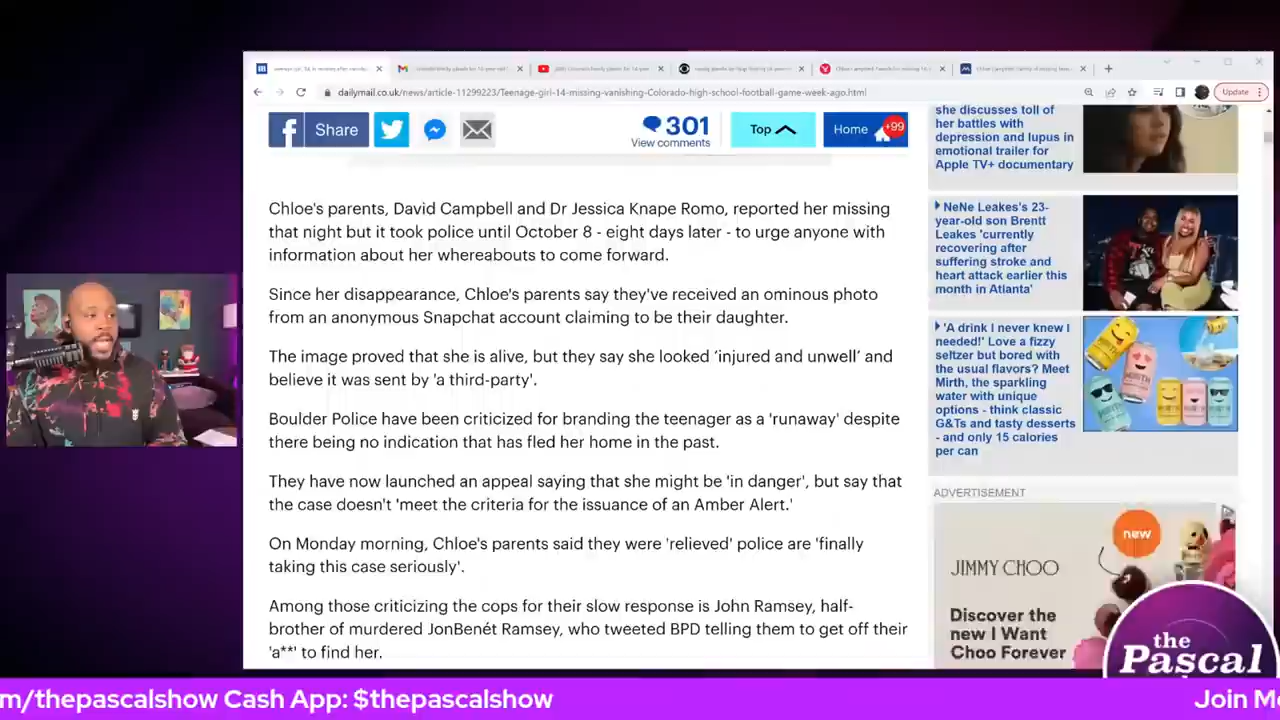 dailymail.co.uk/news/article-11299223/Teenage-girl-14-missing-vanishing-Colorado-high-school-football-game-week-ago.html
Update
Share
301
View comments
Top
Home
+99
Chloe's parents, David Campbell and Dr Jessica Knape Romo, reported her missing
that night but it took police until October 8 - eight days later - to urge anyone with
information about her whereabouts to come forward.
Since her disappearance, Chloe's parents say they've received an ominous photo
from an anonymous Snapchat account claiming to be their daughter.
The image proved that she is alive, but they say she looked 'injured and unwell' and
believe it was sent by 'a third-party'.
Boulder Police have been criticized for branding the teenager as a 'runaway' despite
there being no indication that has fled her home in the past.
They have now launched an appeal saying that she might be 'in danger', but say that
the case doesn't 'meet the criteria for the issuance of an Amber Alert.'
On Monday morning, Chloe's parents said they were 'relieved' police are 'finally
taking this case seriously'.
Among those criticizing the cops for their slow response is John Ramsey, half-
brother of murdered JonBenét Ramsey, who tweeted BPD telling them to get off their
'a**' to find her.
she discusses toll of
her battles with
depression and lupus in
emotional trailer for
Apple TV+ documentary
NeNe Leakes's 23-
year-old son Brentt
Leakes 'currently
recovering after
suffering stroke and
heart attack earlier this
month in Atlanta'
'A drink I never knew I
needed!' Love a fizzy
seltzer but bored with
the usual flavors? Meet
Mirth, the sparkling
water with unique
options - think classic
G&Ts and tasty desserts
- and only 15 calories
per can
ADVERTISEMENT
new
JIMMY CHOO
Discover the
new I Want
Choo Forever
the
Pascal
m/thepascalshow Cash App: $thepascalshow
Join M